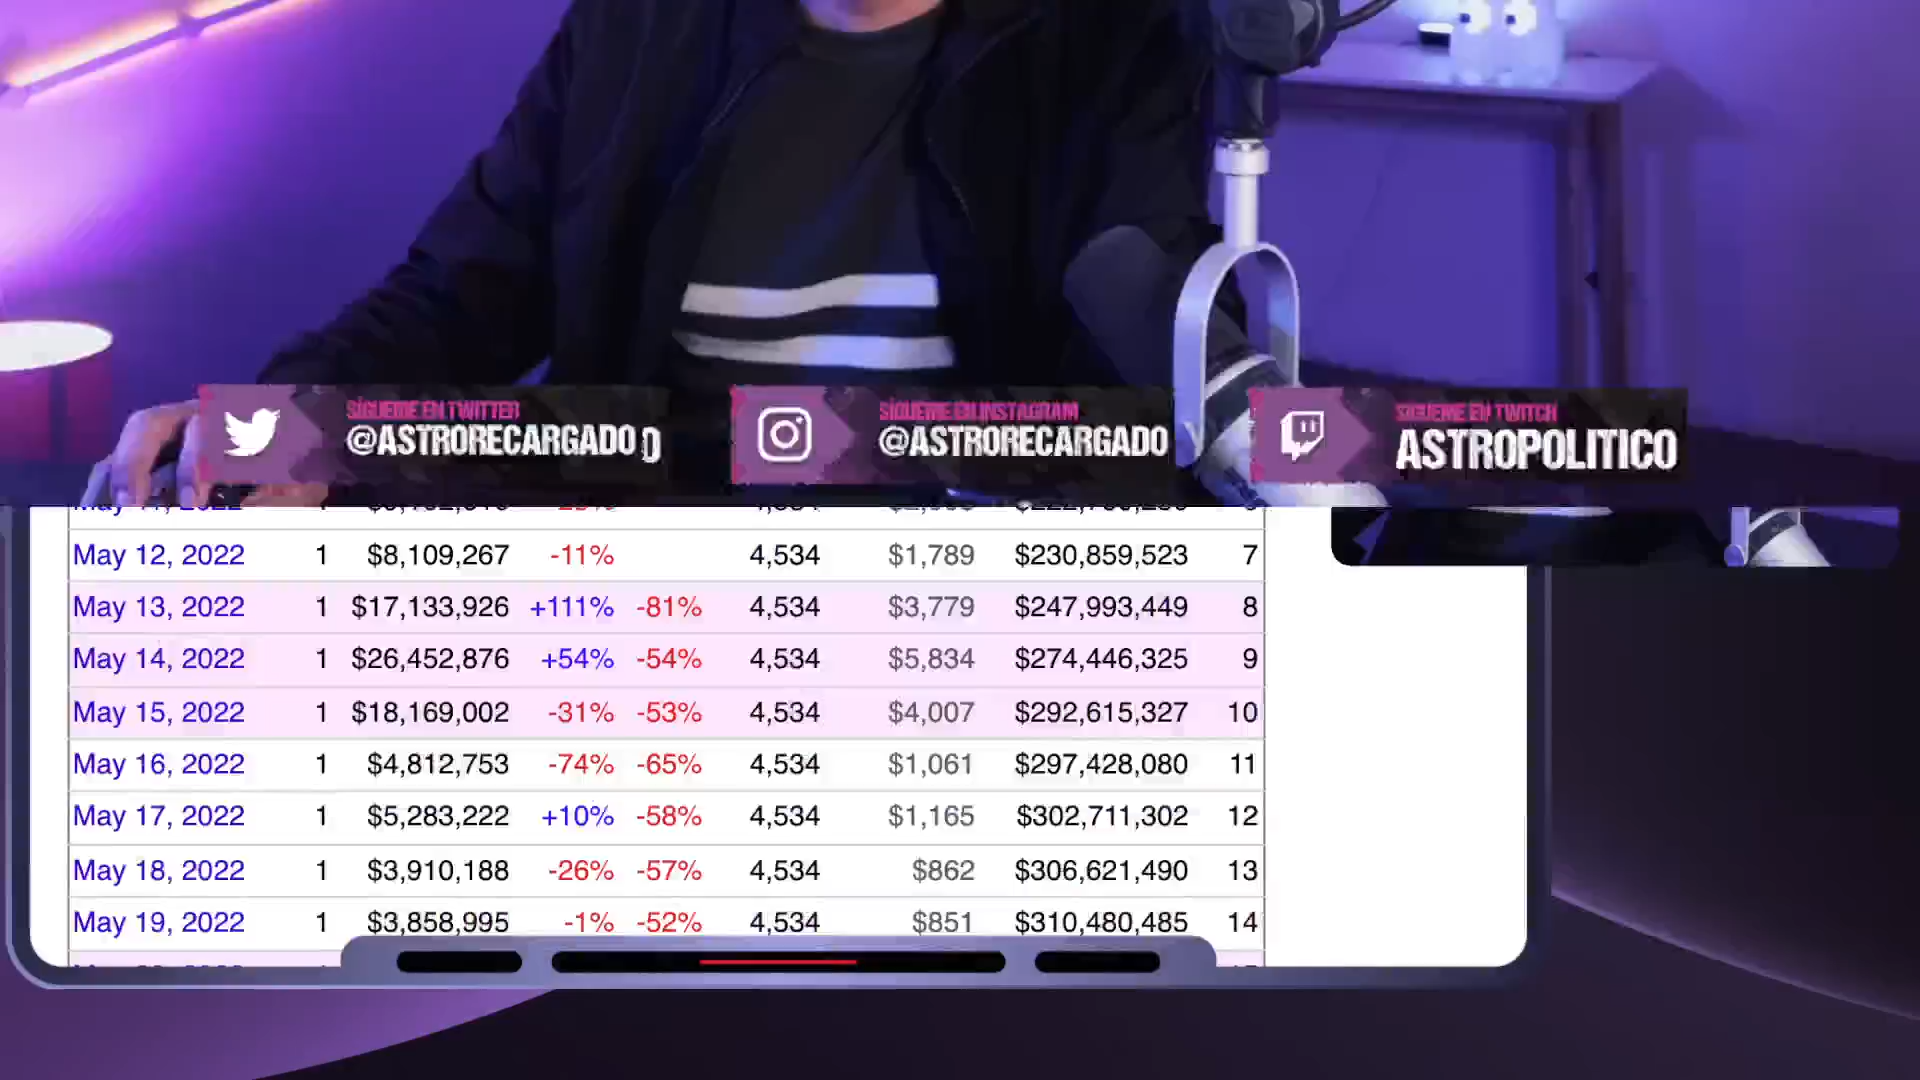 SÍGUEME EN TWITTER
@ASTRORECARGADO
SÍGUEME EN INSTAGRAM
@ASTRORECARGADO
SÍGUEME EN TWITCH
ASTROPOLITICO
May 12, 2022 1 $8,109,267 -11% 4,534 $1,789 $230,859,523 7
May 13, 2022 1 $17,133,926 +111% -81% 4,534 $3,779 $247,993,449 8
May 14, 2022 1 $26,452,876 +54% -54% 4,534 $5,834 $274,446,325 9
May 15, 2022 1 $18,169,002 -31% -53% 4,534 $4,007 $292,615,327 10
May 16, 2022 1 $4,812,753 -74% -65% 4,534 $1,061 $297,428,080 11
May 17, 2022 1 $5,283,222 +10% -58% 4,534 $1,165 $302,711,302 12
May 18, 2022 1 $3,910,188 -26% -57% 4,534 $862 $306,621,490 13
May 19, 2022 1 $3,858,995 -1% -52% 4,534 $851 $310,480,485 14